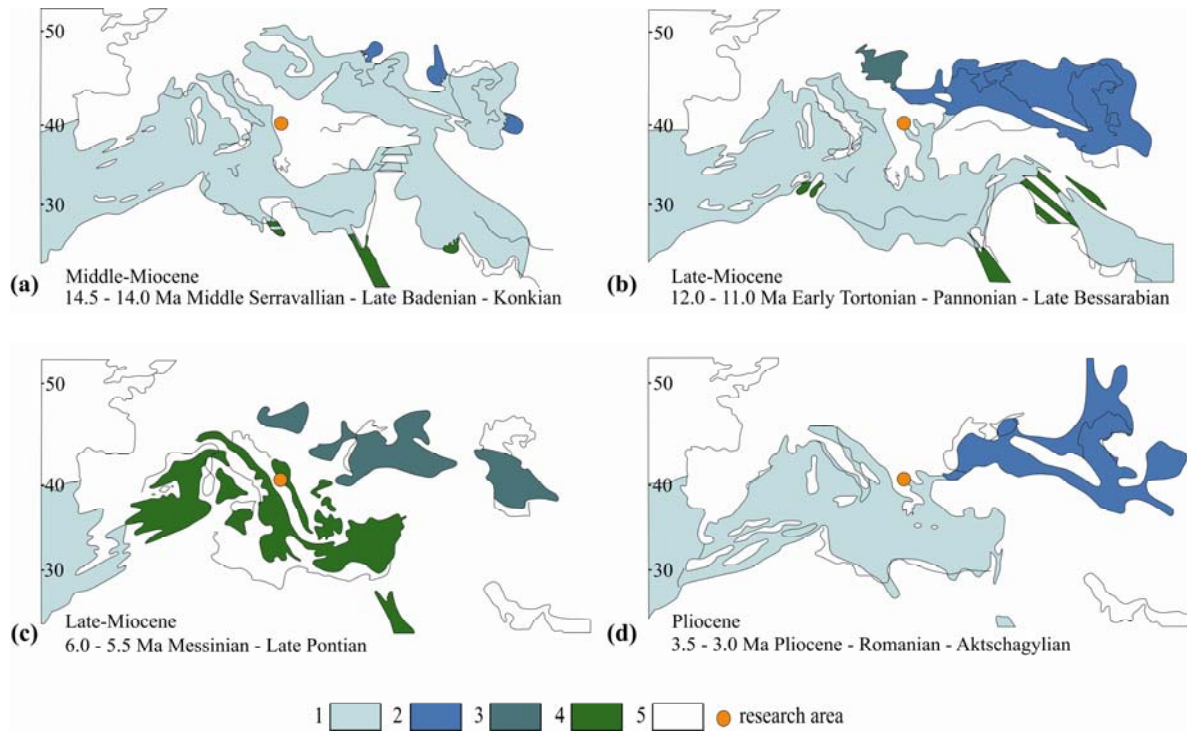 50
40
30
(a)
Middle-Miocene
14.5 - 14.0 Ma Middle Serravallian - Late Badenian - Konkian
50
40
30
(b)
Late-Miocene
12.0 - 11.0 Ma Early Tortonian - Pannonian - Late Bessarabian
50
40
30
(c)
Late-Miocene
6.0 - 5.5 Ma Messinian - Late Pontian
50
40
30
(d)
Pliocene
3.5 - 3.0 Ma Pliocene - Romanian - Aktschagylian
1 2 3 4 5 research area